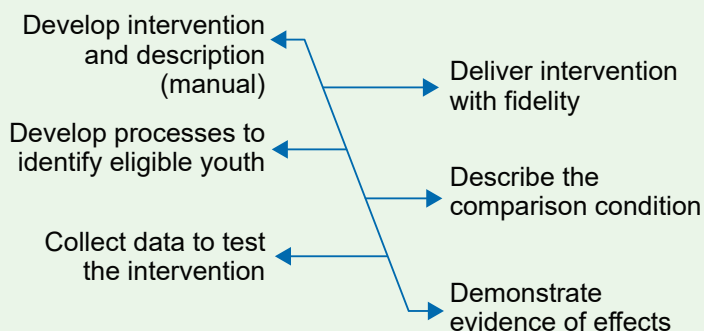 Develop intervention
and description
(manual)
Deliver intervention
with fidelity
Develop processes to
identify eligible youth
Describe the
comparison condition
Collect data to test
the intervention
Demonstrate
evidence of effects